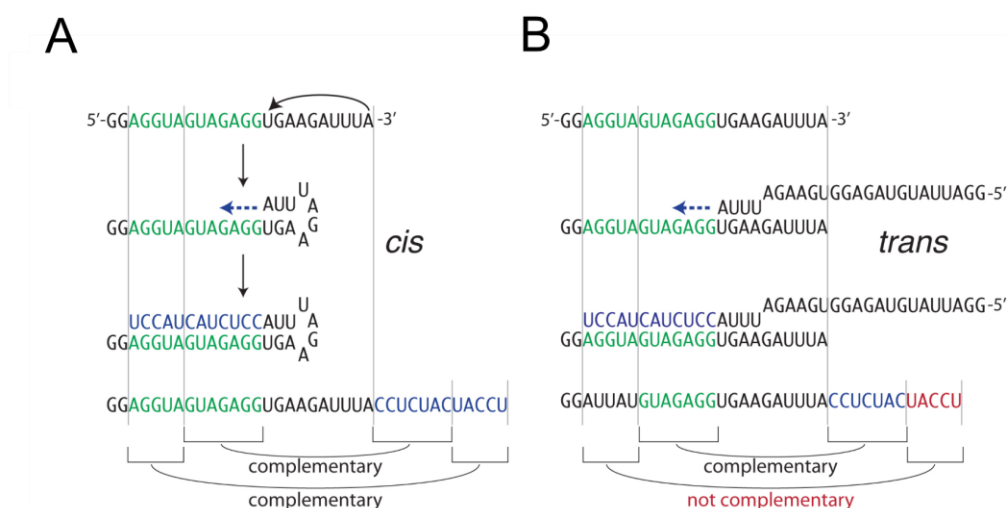 A
5'-GGAGGUAGUAGAGGUGAAGAUUUA-3'
AUU
U
A
G
A
GGAGGUAGUAGAGGUGA
cis
UCCAUCAUCUCCAUU
U
A
G
A
GGAGGUAGUAGAGGUGA
GGAGGUAGUAGAGGUGAAGAUUUACCUCUACUACCU
complementary
complementary
B
5'-GGAGGUAGUAGAGGUGAAGAUUUA-3'
AGAAGUGGAGAUGUAUUAGG-5'
AUUU
GGAGGUAGUAGAGGUGAAGAUUUA
trans
AGAAGUGGAGAUGUAUUAGG-5'
UCCAUCAUCUCCAUUU
GGAGGUAGUAGAGGUGAAGAUUUA
GGAUUAUGUAGAGGUGAAGAUUUACCUCUACUACCU
complementary
not complementary